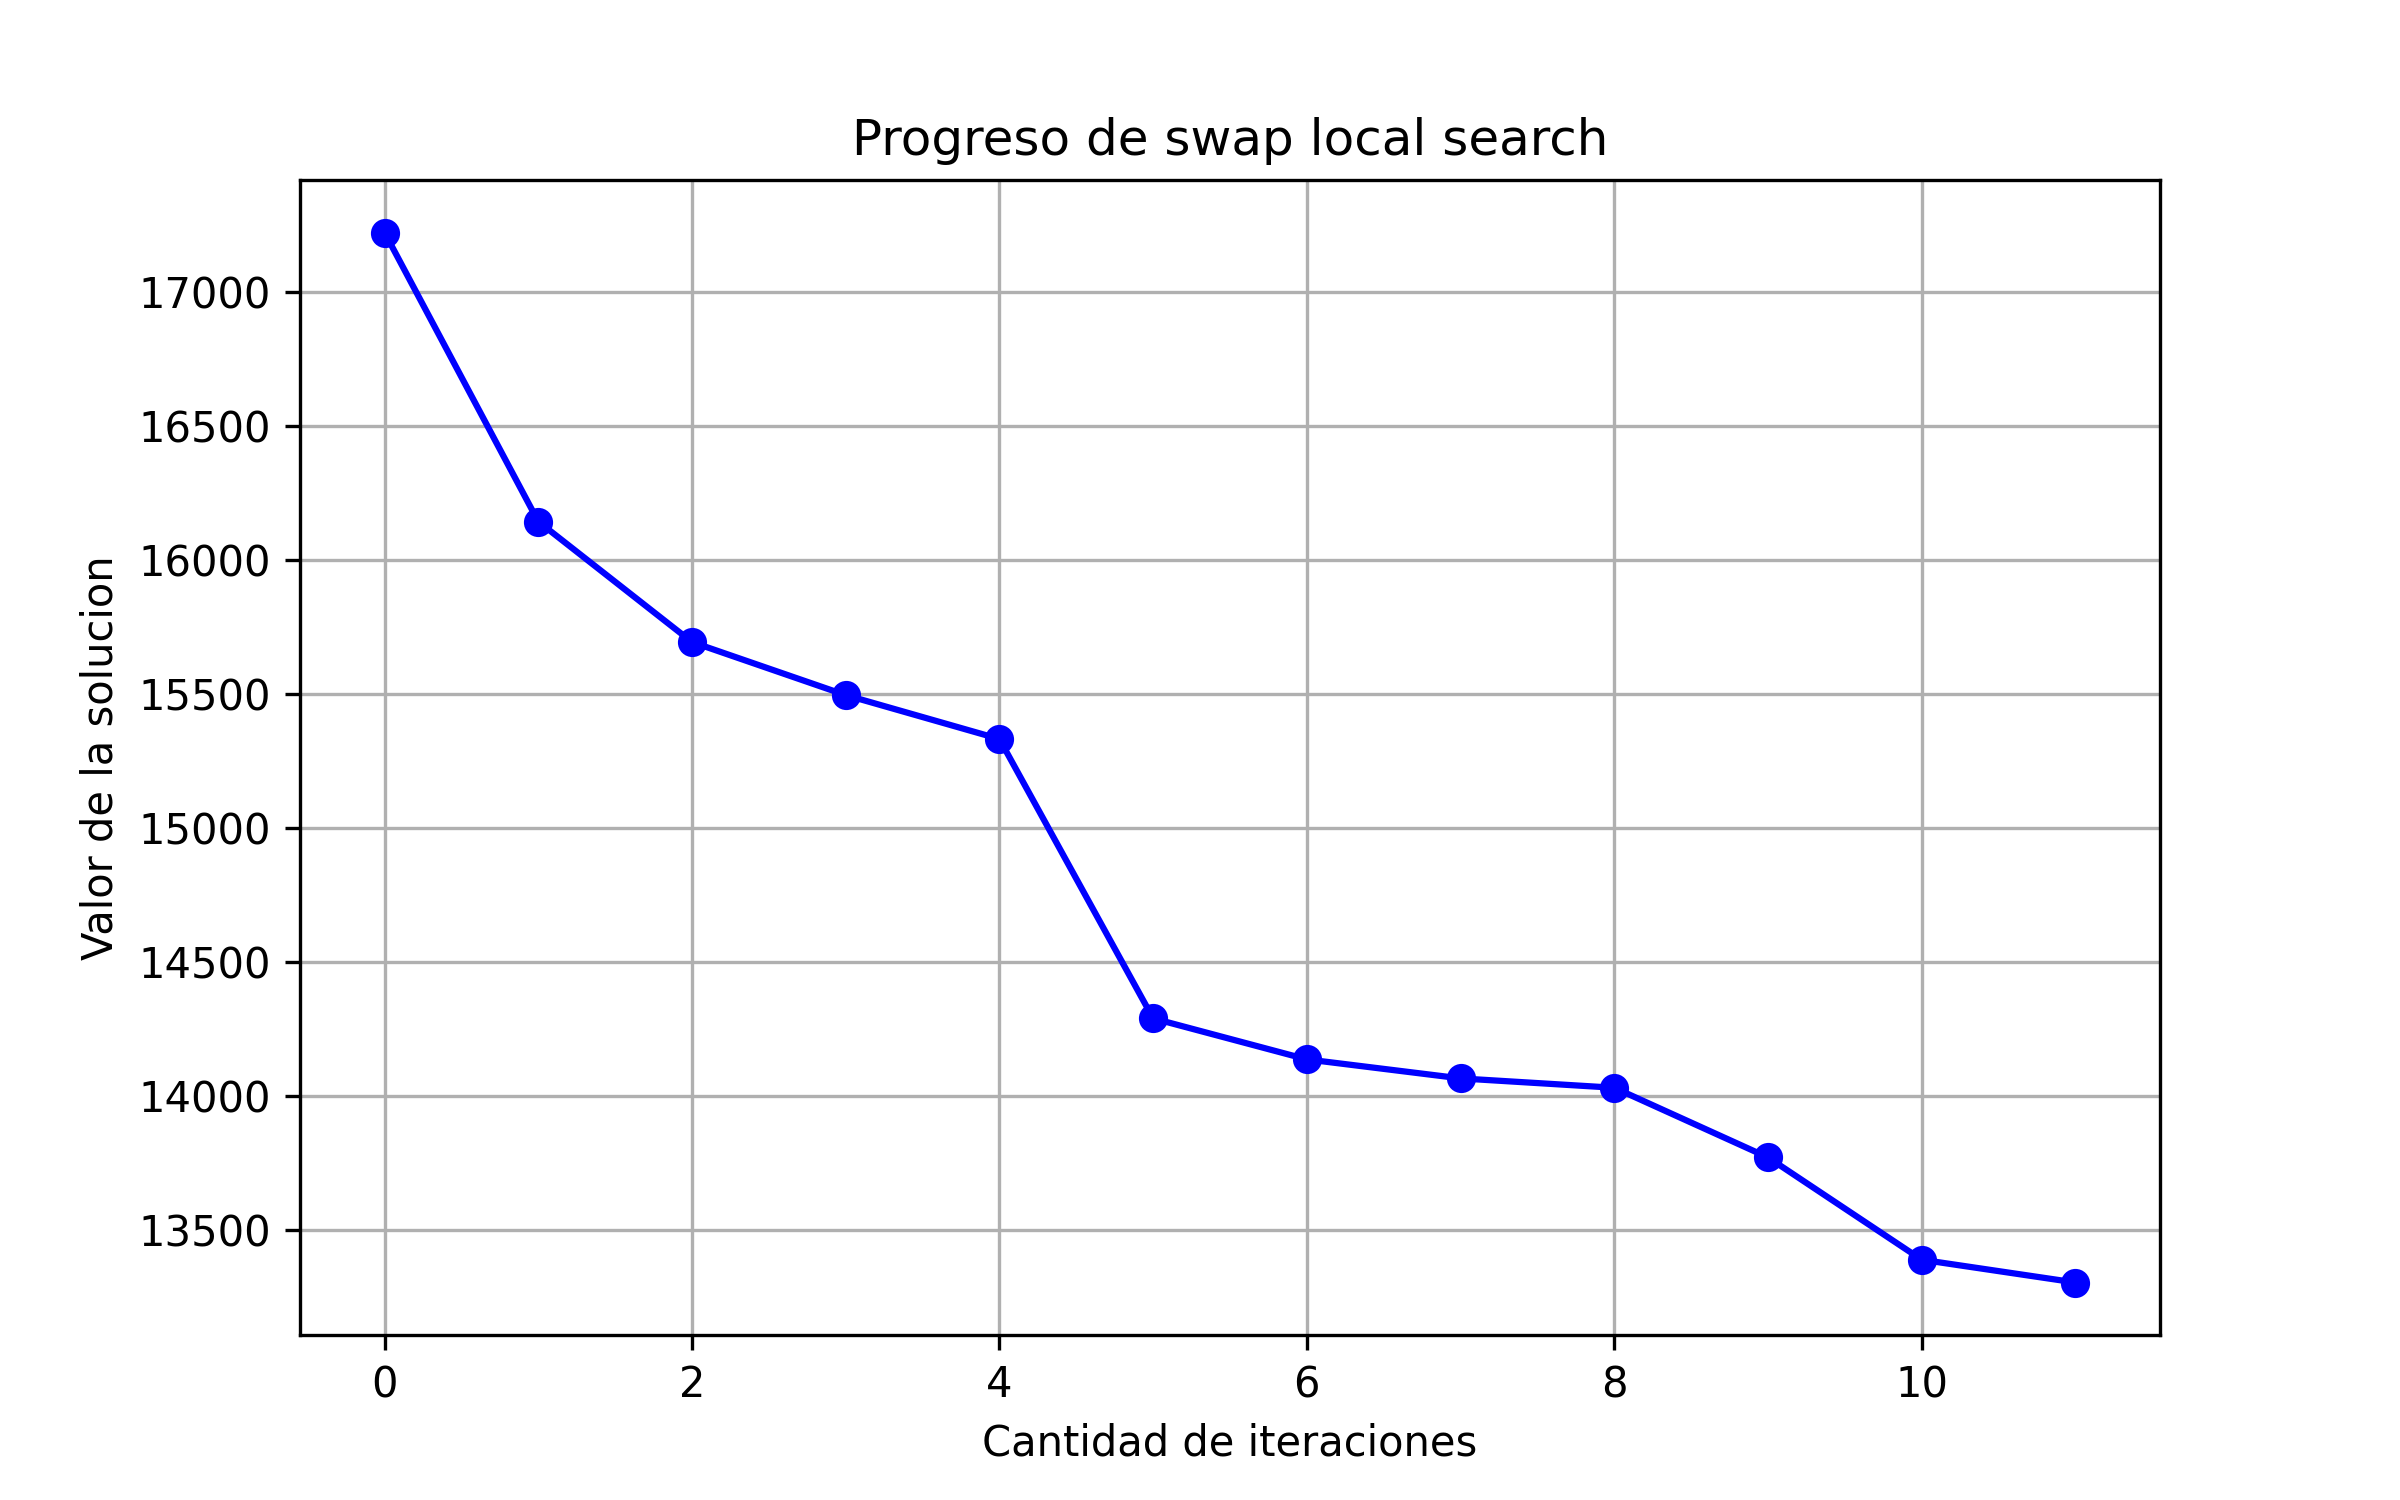 Progreso de swap local search
Valor de la solucion
17000
16500
16000
15500
15000
14500
14000
13500
0 2 4 6 8 10
Cantidad de iteraciones